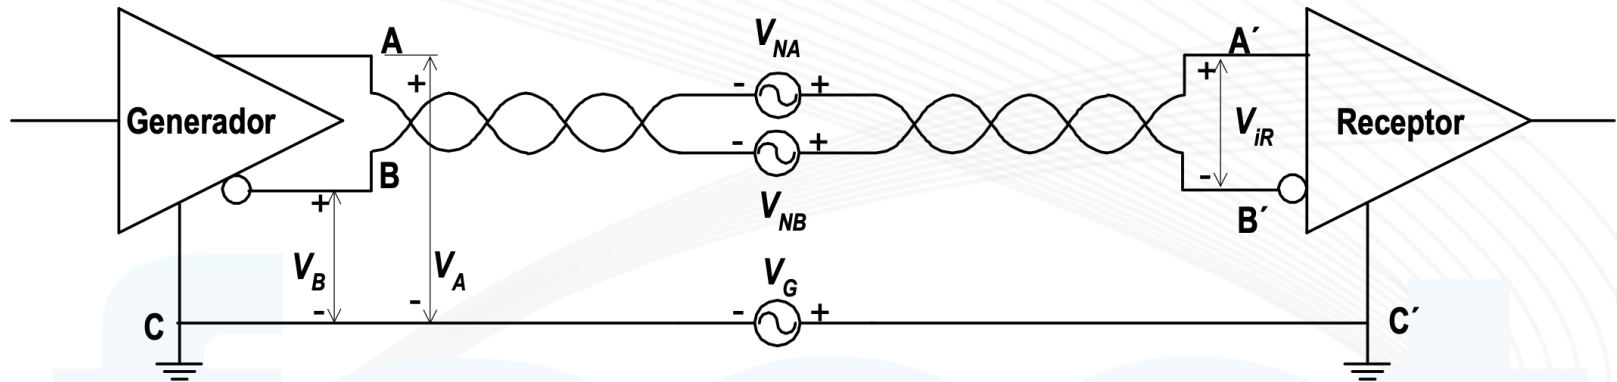 V_NA
A
A´
+
- +
+
Generador
V_iR
Receptor
- +
B
-
+
V_NB
B´
V_B
V_A
V_G
-
-
- +
C
C´